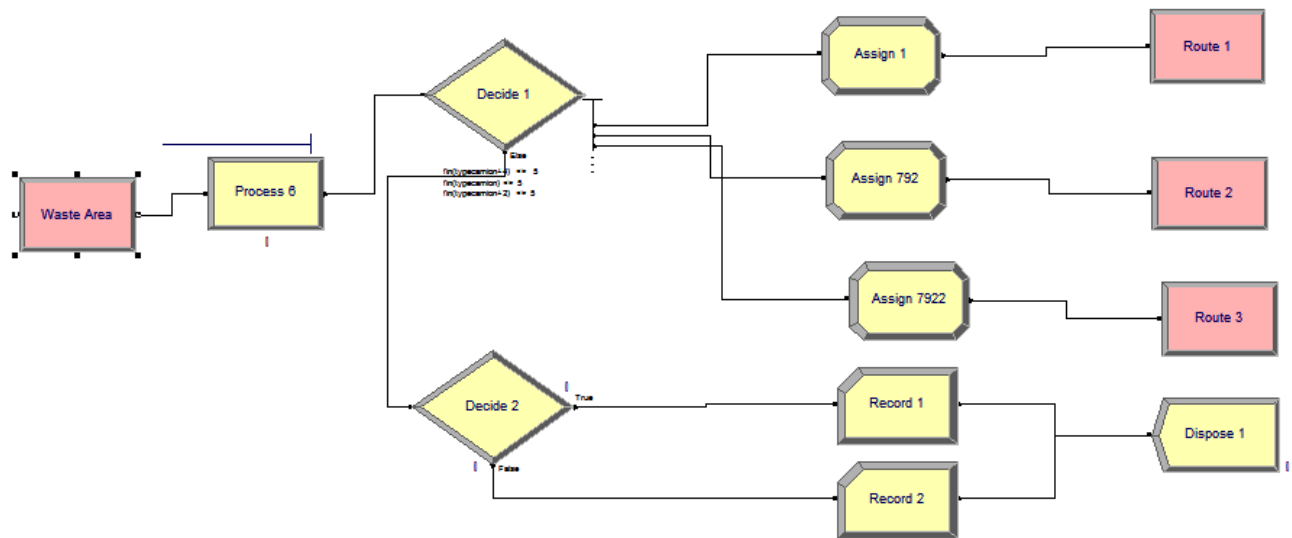 Assign 1
Route 1
Decide 1
Else
Process 6
Assign 792
Route 2
Waste Area
Assign 7922
Route 3
Decide 2
True
Record 1
Dispose 1
False
Record 2